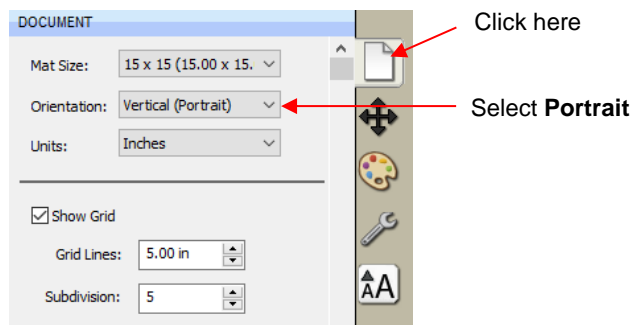 DOCUMENT
Click here
Mat Size: 15 x 15 (15.00 x 15.
Orientation: Vertical (Portrait)
Select Portrait
Units: Inches
Show Grid
Grid Lines: 5.00 in
Subdivision: 5
AA